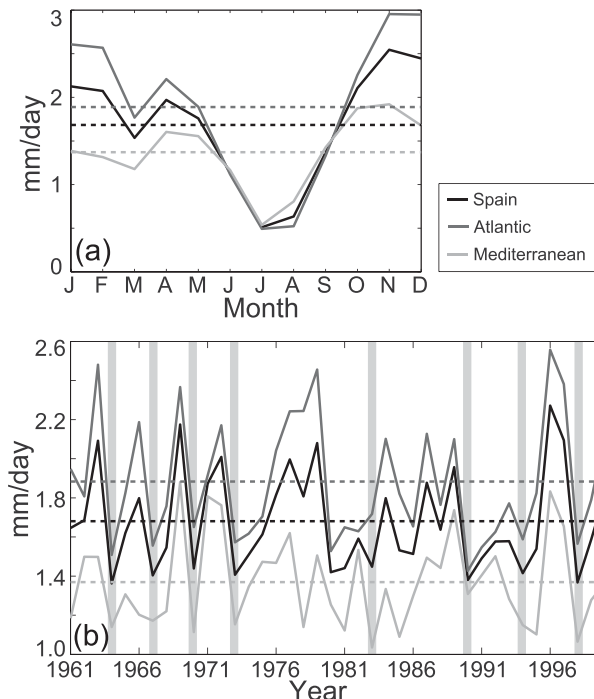 3
2
1
0
mm/day
(a)
J F M A M J J A S O N D
Month
Spain
Atlantic
Mediterranean
2.6
2.2
1.8
1.4
1.0
mm/day
(b)
1961 1966 1971 1976 1981 1986 1991 1996
Year